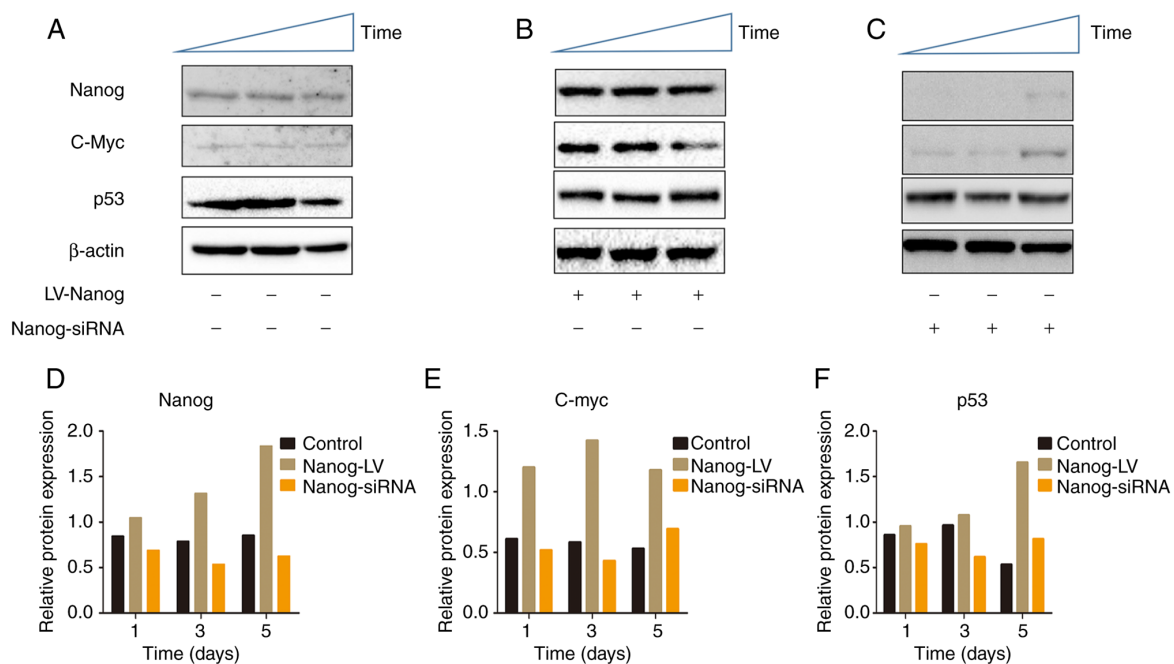 A
Time
B
Time
C
Time
Nanog
C-Myc
p53
β-actin
LV-Nanog – – – + + + – – –
Nanog-siRNA – – – – – – + + +
D
Nanog
Relative protein expression
2.0
1.5
1.0
0.5
0.0
1 3 5
Time (days)
Control
Nanog-LV
Nanog-siRNA
E
C-myc
Relative protein expression
1.5
1.0
0.5
0.0
1 3 5
Time (days)
Control
Nanog-LV
Nanog-siRNA
F
p53
Relative protein expression
2.0
1.5
1.0
0.5
0.0
1 3 5
Time (days)
Control
Nanog-LV
Nanog-siRNA